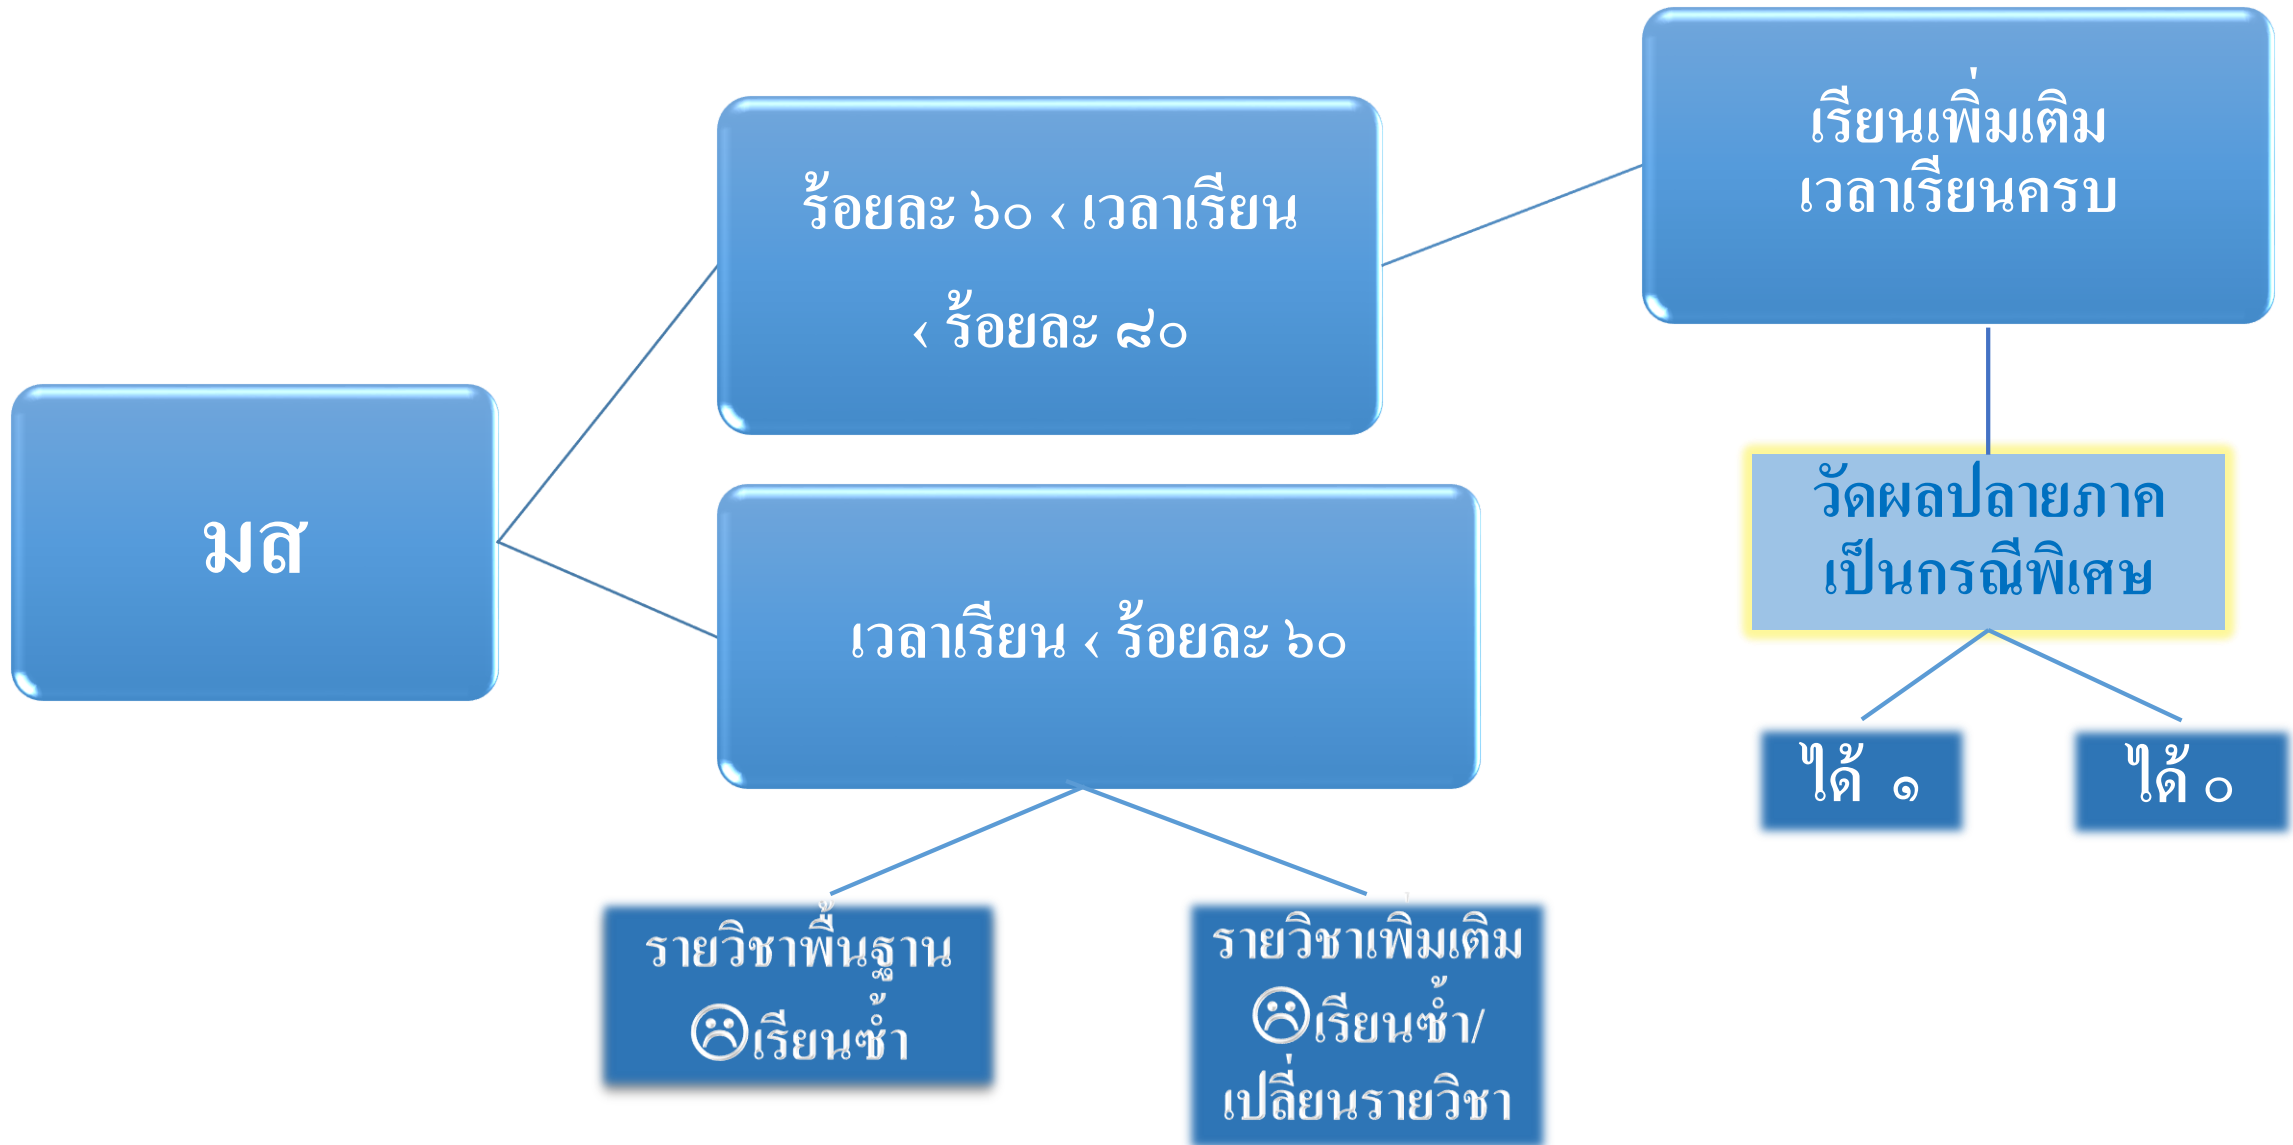 มส
ร้อยละ ๖๐ < เวลาเรียน
< ร้อยละ ๘๐
เรียนเพิ่มเติม
เวลาเรียนครบ
วัดผลปลายภาค
เป็นกรณีพิเศษ
ได้ ๑
ได้ ๐
เวลาเรียน < ร้อยละ ๖๐
รายวิชาพื้นฐาน
☹เรียนซ้ำ
รายวิชาเพิ่มเติม
☹เรียนซ้ำ/
เปลี่ยนรายวิชา